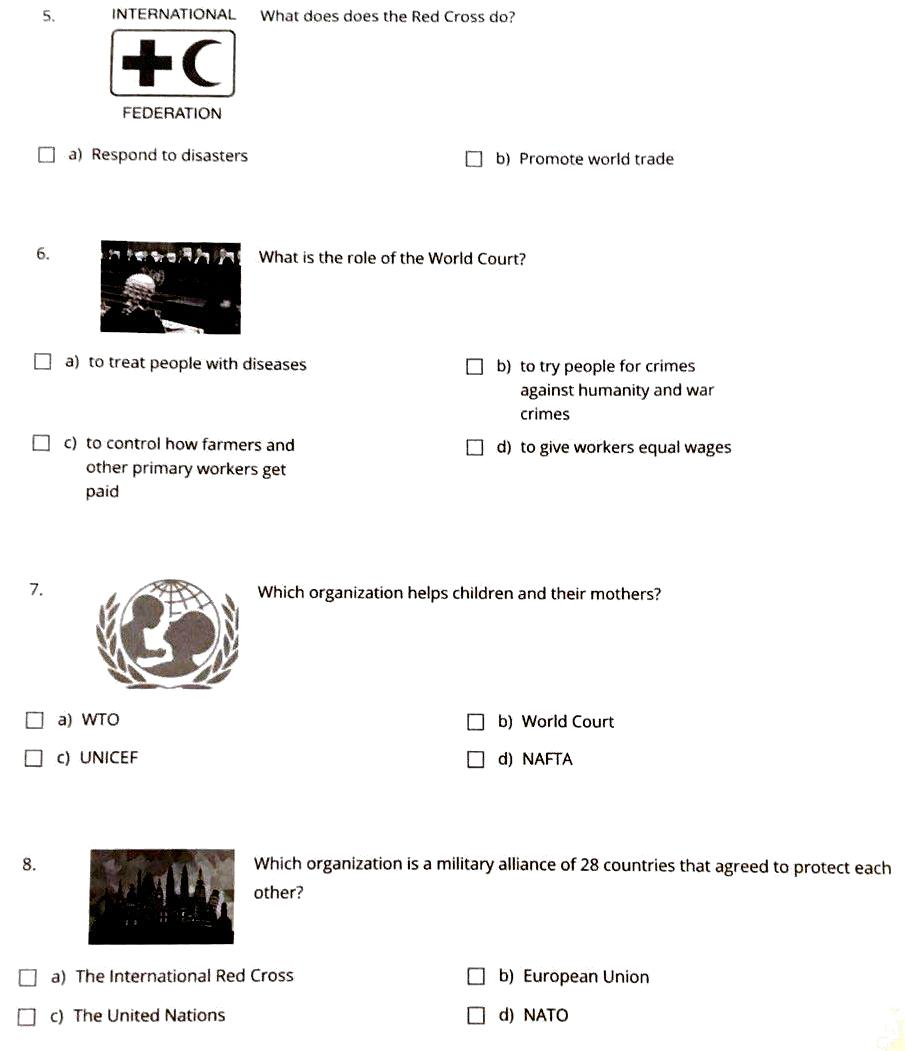 5. INTERNATIONAL What does does the Red Cross do?
FEDERATION
a) Respond to disasters
b) Promote world trade
6. What is the role of the World Court?
a) to treat people with diseases
b) to try people for crimes
against humanity and war
crimes
c) to control how farmers and
other primary workers get
paid
d) to give workers equal wages
7. Which organization helps children and their mothers?
a) WTO
b) World Court
c) UNICEF
d) NAFTA
8. Which organization is a military alliance of 28 countries that agreed to protect each
other?
a) The International Red Cross
b) European Union
c) The United Nations
d) NATO